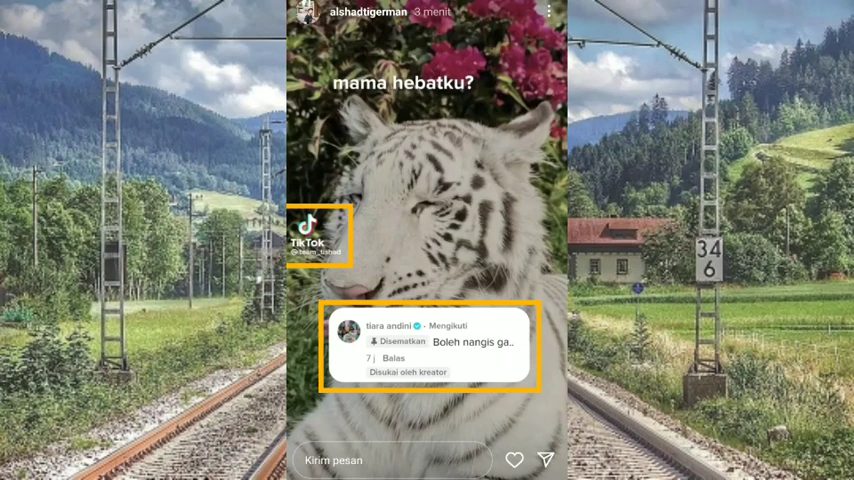 alshadtigerman 3 menit
mama hebatku?
TikTok
@team_ushad
tiara andini · Mengikuti
Disematkan Boleh nangis ga..
7 j Balas
Disukai oleh kreator
Kirim pesan
34
6